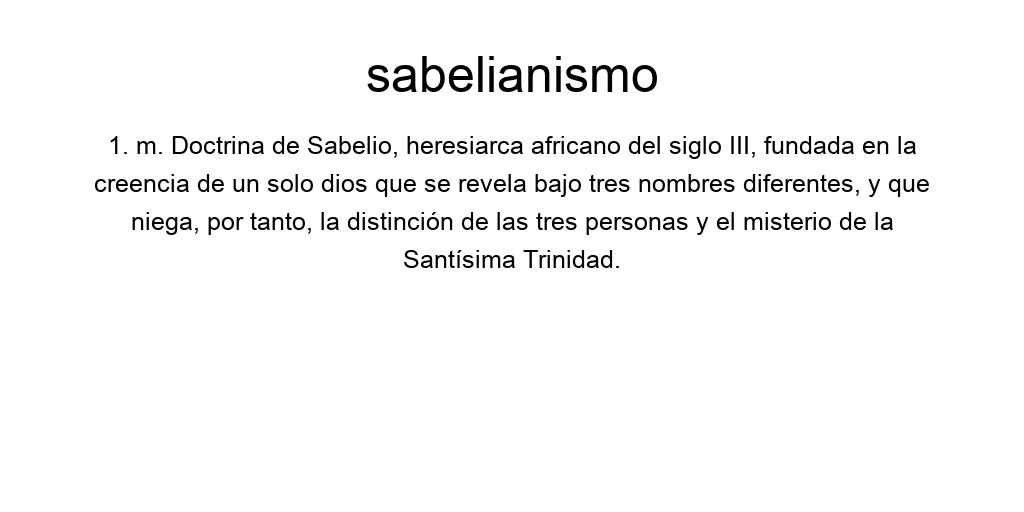 sabelianismo
1. m. Doctrina de Sabelio, heresiarca africano del siglo III, fundada en la
creencia de un solo dios que se revela bajo tres nombres diferentes, y que
niega, por tanto, la distinción de las tres personas y el misterio de la
Santísima Trinidad.